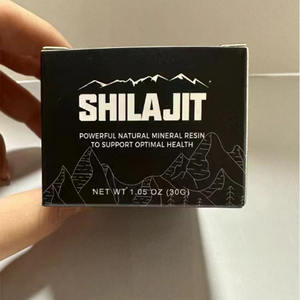 SHILAJIT
POWERFUL NATURAL MINERAL RESIN
TO SUPPORT OPTIMAL HEALTH
NET WT 1.05 OZ (30G)